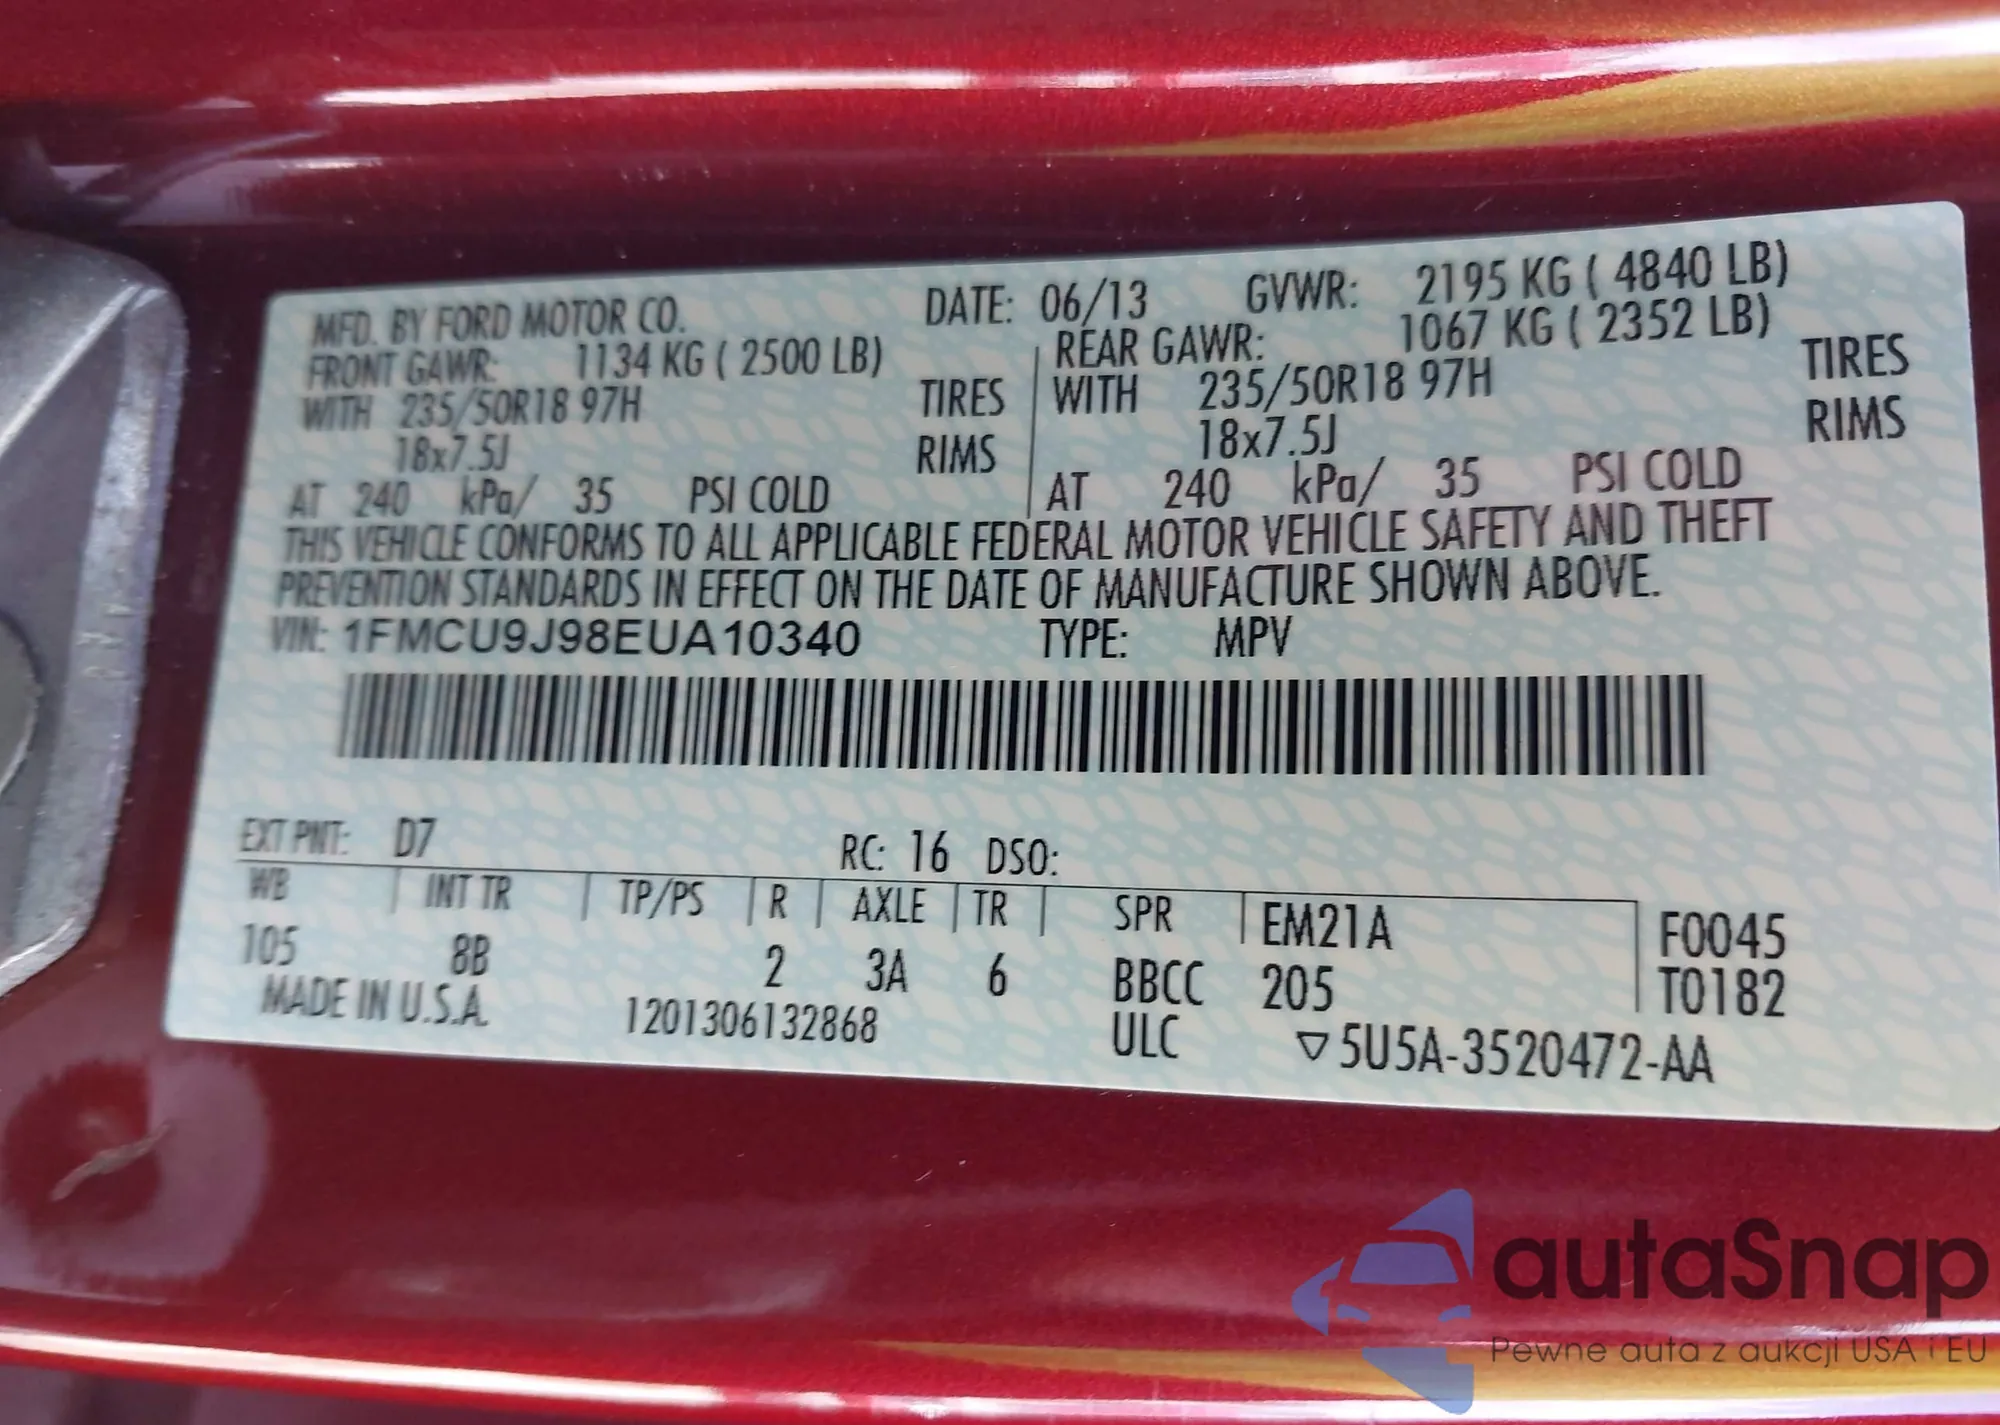 MFD. BY FORD MOTOR CO. DATE: 06/13 GVWR: 2195 KG ( 4840 LB)
FRONT GAWR: 1134 KG ( 2500 LB) REAR GAWR: 1067 KG ( 2352 LB)
WITH 235/50R18 97H TIRES WITH 235/50R18 97H TIRES
18x7.5J RIMS 18x7.5J RIMS
AT 240 kPa/ 35 PSI COLD AT 240 kPa/ 35 PSI COLD
THIS VEHICLE CONFORMS TO ALL APPLICABLE FEDERAL MOTOR VEHICLE SAFETY AND THEFT
PREVENTION STANDARDS IN EFFECT ON THE DATE OF MANUFACTURE SHOWN ABOVE.
VIN: 1FMCU9J98EUA10340 TYPE: MPV
EXT PNT: D7 RC: 16 DSO:
WB INT TR TP/PS R AXLE TR SPR EM21A F0045
105 8B 2 3A 6 BBCC 205 T0182
MADE IN U.S.A. 1201306132868 ULC ▽5U5A-3520472-AA
autaSnap
Pewne auta z aukcji USA i EU